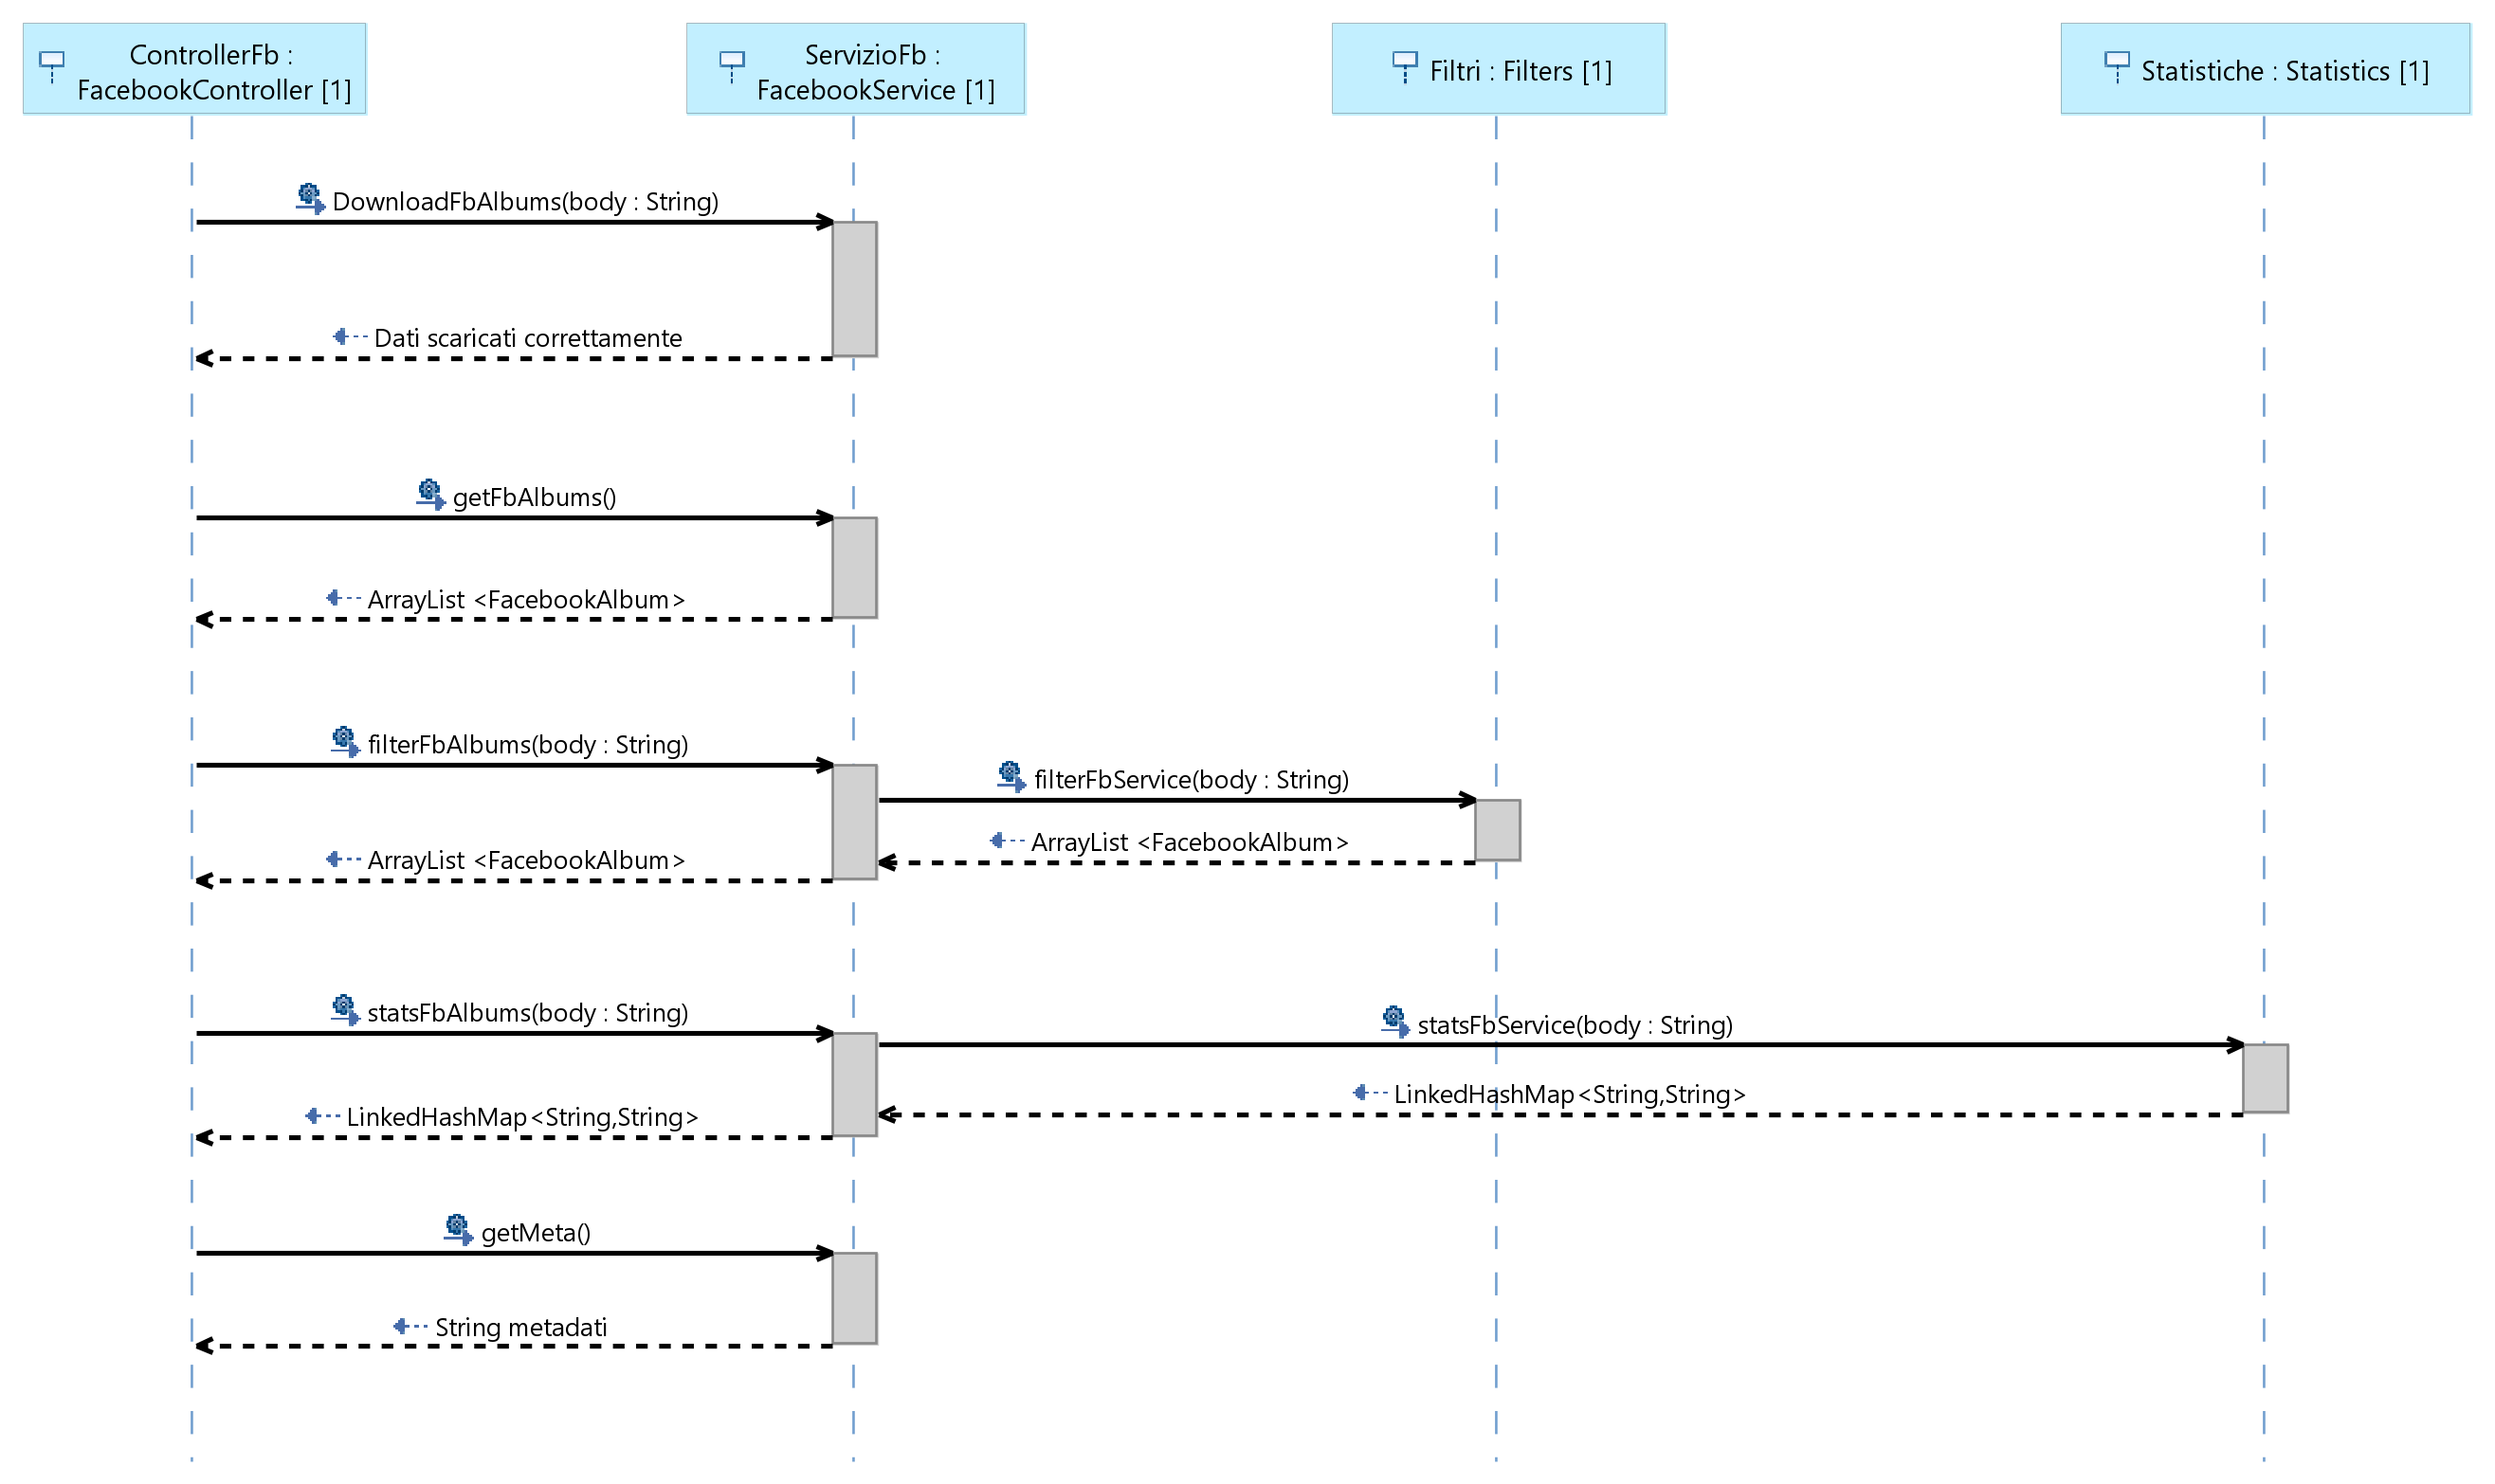 ControllerFb :
FacebookController [1]
ServizioFb :
FacebookService [1]
Filtri : Filters [1]
Statistiche : Statistics [1]
DownloadFbAlbums(body : String)
Dati scaricati correttamente
getFbAlbums()
ArrayList <FacebookAlbum>
filterFbAlbums(body : String)
filterFbService(body : String)
ArrayList <FacebookAlbum>
ArrayList <FacebookAlbum>
statsFbAlbums(body : String)
statsFbService(body : String)
LinkedHashMap<String,String>
LinkedHashMap<String,String>
getMeta()
String metadati